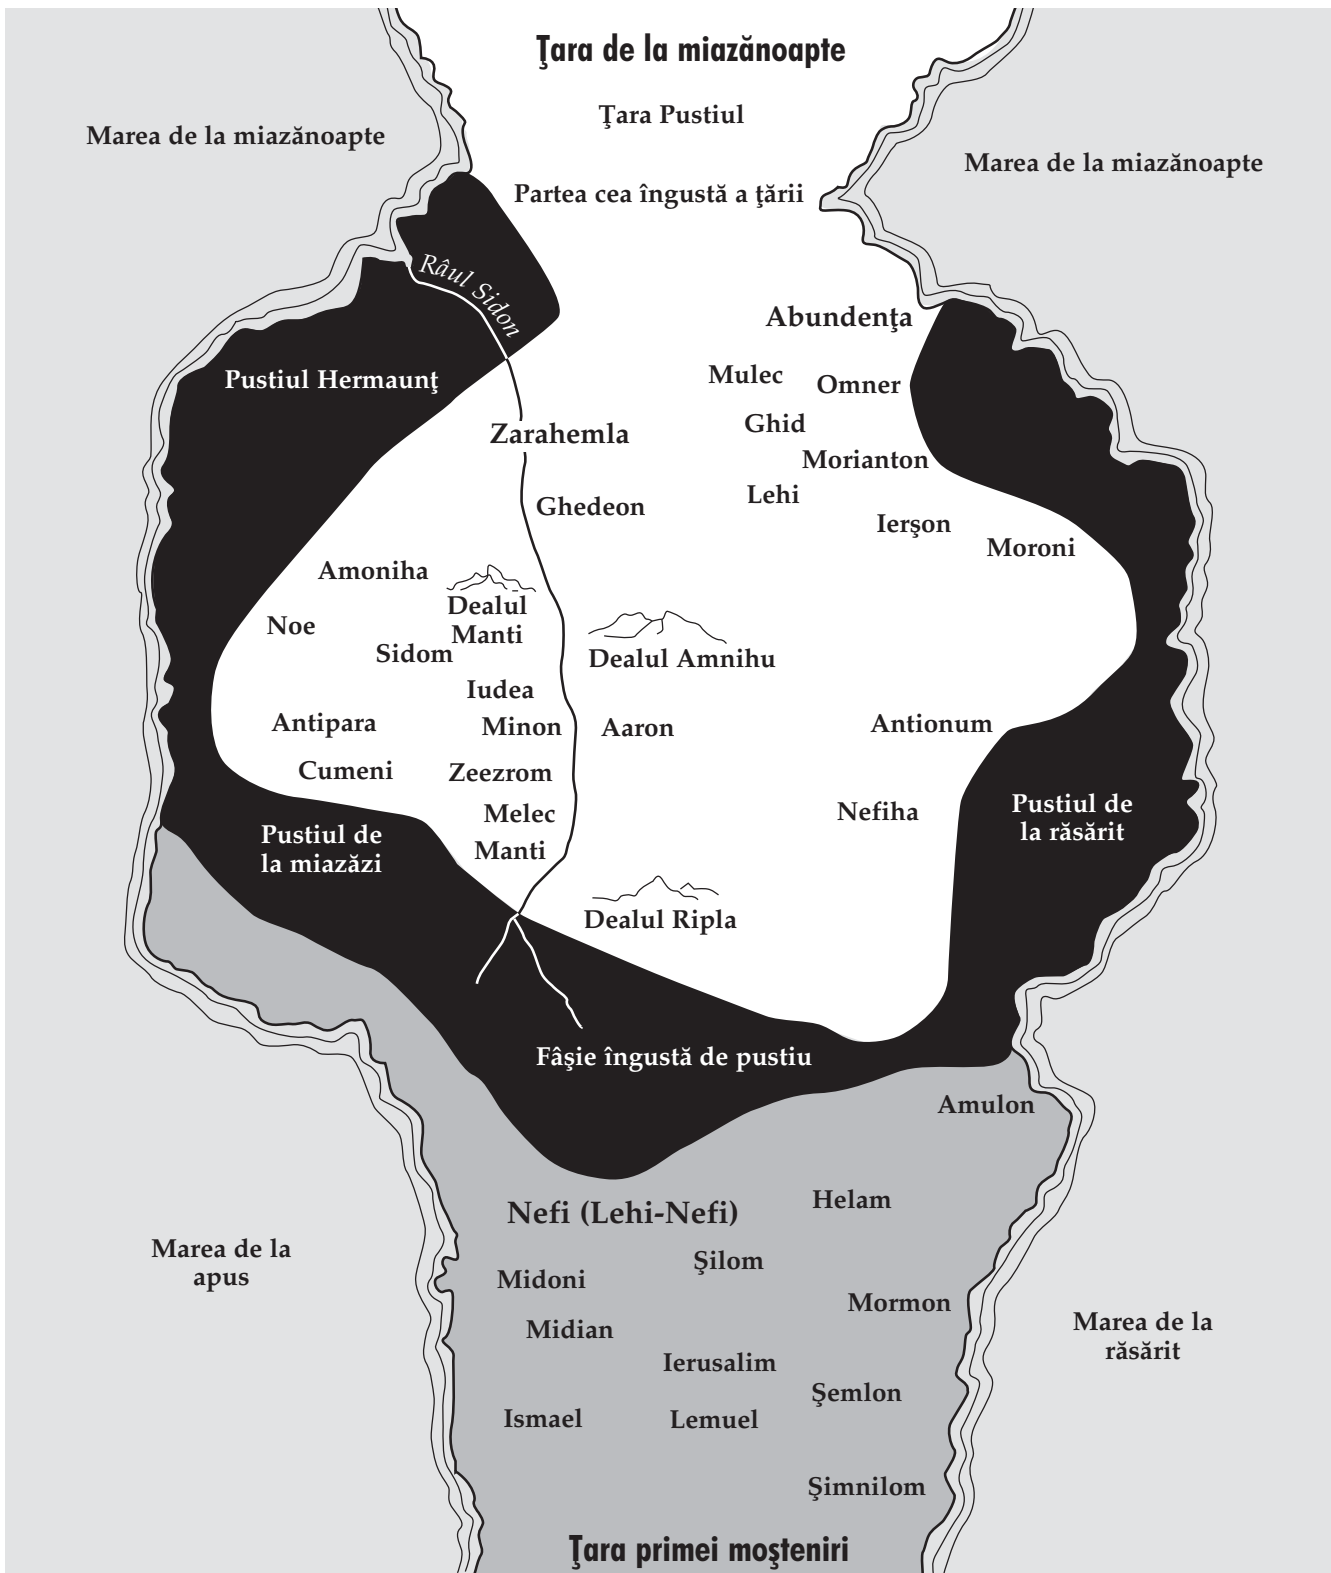 Ţara de la miazănoapte
Ţara Pustiul
Marea de la miazănoapte
Marea de la miazănoapte
Partea cea îngustă a ţării
Râul Sidon
Abundenţa
Pustiul Hermaunţ
Mulec
Omner
Ghid
Zarahemla
Morianton
Lehi
Ghedeon
Ierşon
Moroni
Amoniha
Dealul
Manti
Noe
Sidom
Dealul Amnihu
Iudea
Antipara
Minon
Aaron
Antionum
Cumeni
Zeezrom
Melec
Nefiha
Pustiul de
la răsărit
Pustiul de
la miazăzi
Manti
Dealul Ripla
Fâşie îngustă de pustiu
Amulon
Helam
Nefi (Lehi-Nefi)
Marea de la
apus
Şilom
Midoni
Mormon
Midian
Marea de la
răsărit
Ierusalim
Şemlon
Ismael
Lemuel
Şimnilom
Ţara primei moşteniri